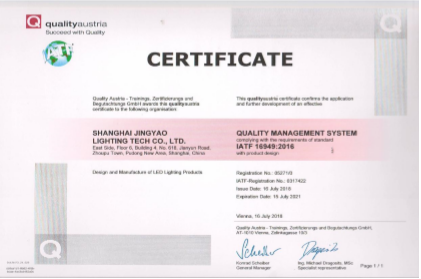 qualityaustria
Succeed with Quality
CERTIFICATE
Quality Austria - Trainings, Zertifizierungs und
Begutachtungs GmbH awards this qualityaustria
certificate to the following organisation:
This qualityaustria certificate confirms the application
and further development of an effective
SHANGHAI JINGYAO
LIGHTING TECH CO., LTD.
East Side, Floor 6, Building 4, No. 818, Jianyun Road,
Zhoupu Town, Pudong New Area, Shanghai, China
QUALITY MANAGEMENT SYSTEM
complying with the requirements of standard
IATF 16949:2016
with product design
Design and Manufacture of LED Lighting Products
Registration No.:
IATF-Registration No.: 0317402
Issue Date: 16 July 2018
Expiration Date: 15 July 2021
Vienna, 16 July 2018
Quality Austria - Trainings, Zertifizierungs und Begutachtungs GmbH,
AT-1010 Vienna, Zelinkagasse 10/3
Konrad Scheiber
General Manager
Ing. Michael Drapsits, MSc
Specialist representative
Page 1 / 1